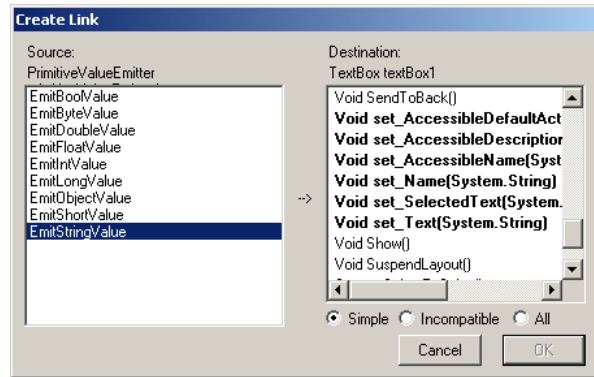 Create Link
Source:
PrimitiveValueEmitter
EmitBoolValue
EmitByteValue
EmitDoubleValue
EmitFloatValue
EmitIntValue
EmitLongValue
EmitObjectValue
EmitShortValue
EmitStringValue
-->
Destination:
TextBox textBox1
Void SendToBack()
Void set_AccessibleDefaultAct
Void set_AccessibleDescription
Void set_AccessibleName(Syst
Void set_Name(System.String)
Void set_SelectedText(System.
Void set_Text(System.String)
Void Show()
Void SuspendLayout()
Simple Incompatible All
Cancel OK